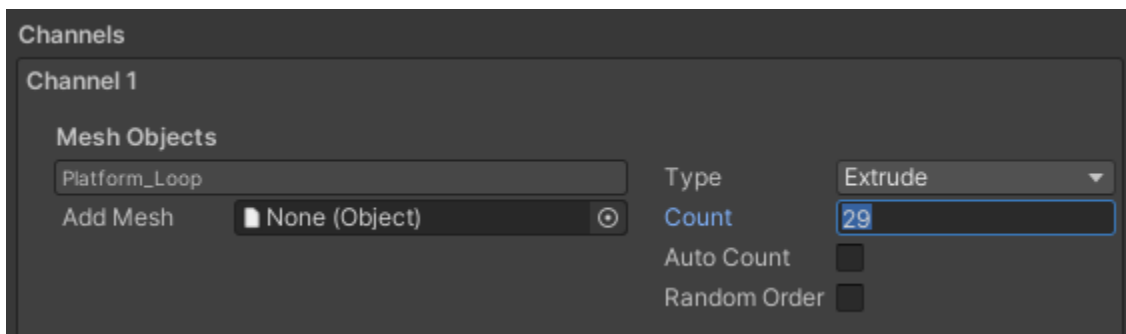 Channels
Channel 1
Mesh Objects
Platform_Loop
Type Extrude
Add Mesh None (Object)
Count 29
Auto Count
Random Order